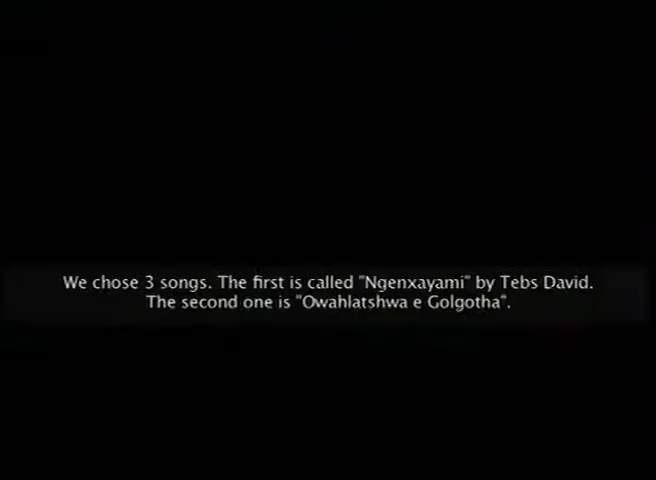 We chose 3 songs. The first is called "Ngenxayami" by Tebs David.
The second one is "Owahlatshwa e Golgotha".